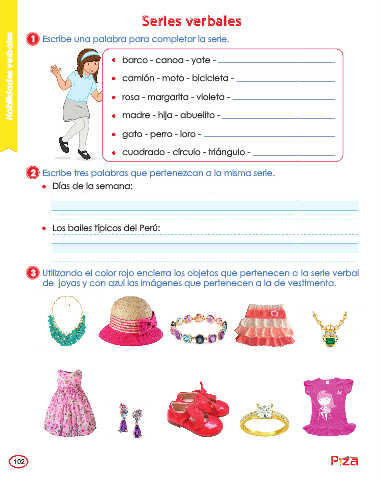 Series verbales
Habilidades verbales
1 Escribe una palabra para completar la serie.
• barco - canoa - yate -
• camión - moto - bicicleta -
• rosa - margarita - violeta -
• madre - hija - abuelita -
• gato - perro - loro -
• cuadrado - círculo - triángulo -
2 Escribe tres palabras que pertenezcan a la misma serie.
• Días de la semana:
• Los bailes típicos del Perú:
3 Utilizando el color rojo encierra los objetos que pertenecen a la serie verbal
de joyas y con azul las imágenes que pertenecen a la de vestimenta.
102